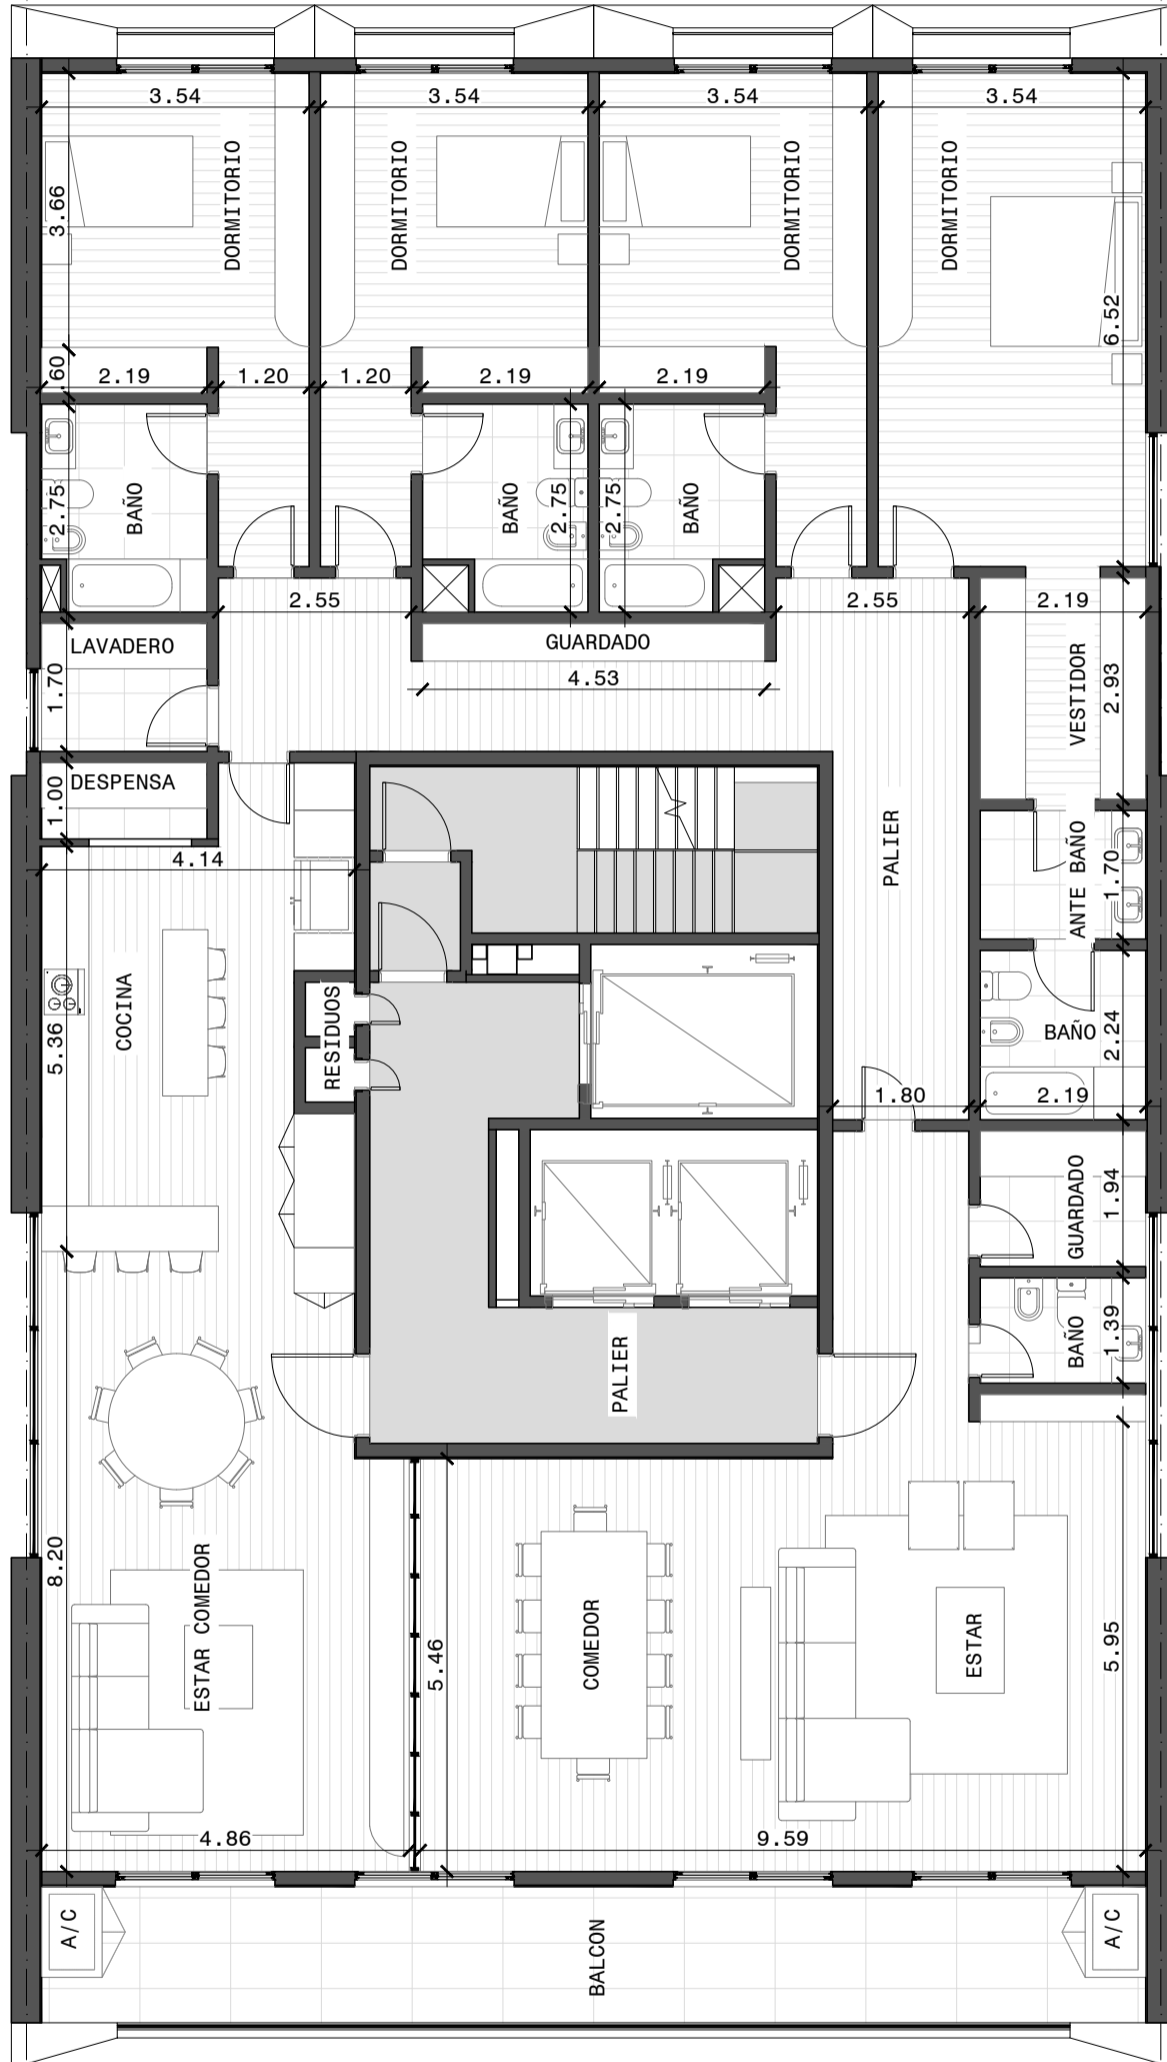 3.54
3.54
3.54
3.54
DORMITORIO
DORMITORIO
DORMITORIO
DORMITORIO
3.66
6.52
.60
2.19
1.20
1.20
2.19
2.19
2.75
BAÑO
BAÑO
2.75
2.75
BAÑO
2.55
2.55
2.19
LAVADERO
GUARDADO
1.70
4.53
VESTIDOR
2.93
DESPENSA
1.00
4.14
PALIER
ANTE BAÑO
1.70
COCINA
5.36
RESIDUOS
BAÑO
2.24
1.80
2.19
GUARDADO
1.94
PALIER
BAÑO
1.39
8.20
ESTAR COMEDOR
5.46
COMEDOR
ESTAR
5.95
4.86
9.59
A/C
BALCON
A/C